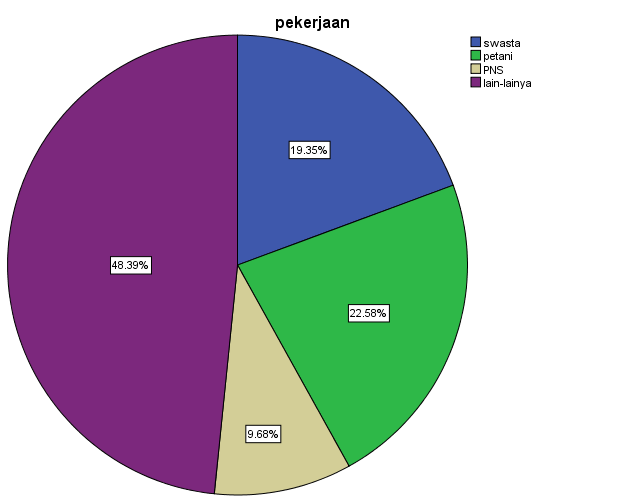 pekerjaan
swasta
petani
PNS
lain-lainya
19.35%
48.39%
22.58%
9.68%